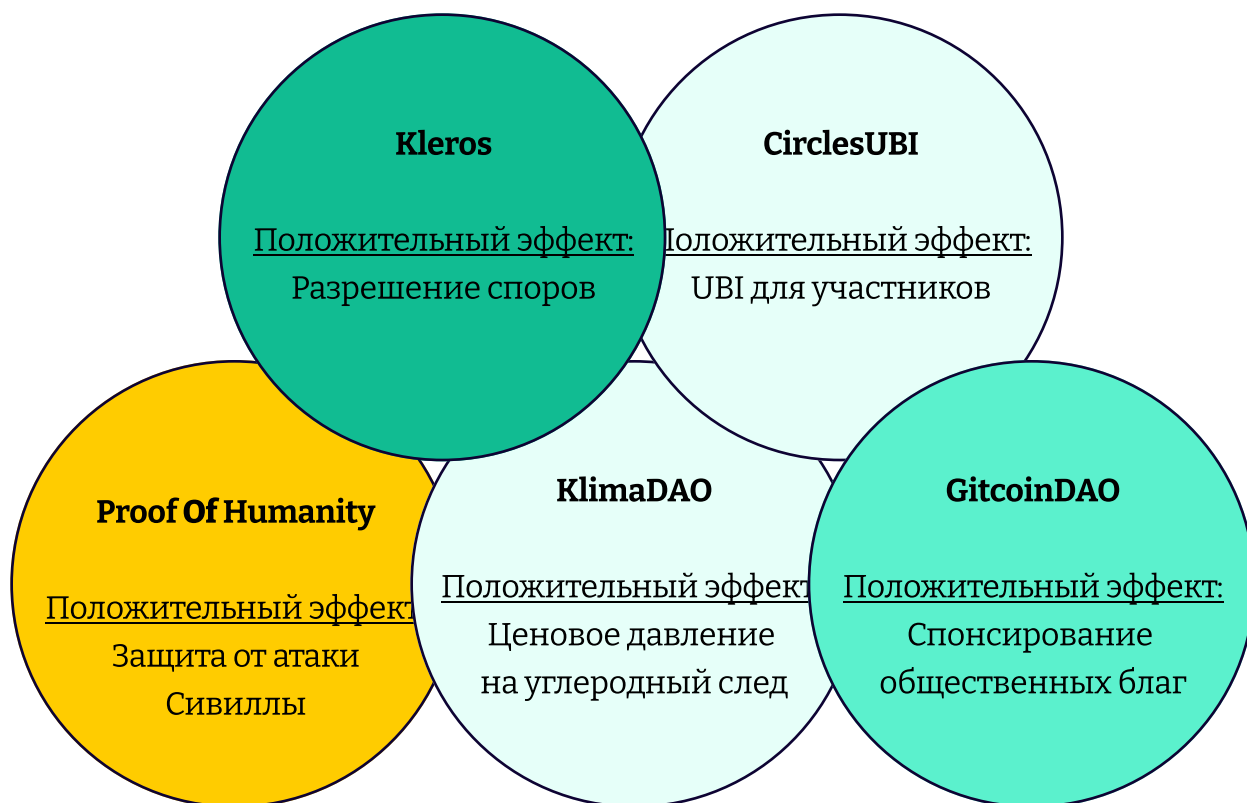 Kleros
Положительный эффект:
Разрешение споров
CirclesUBI
Положительный эффект:
UBI для участников
Proof Of Humanity
Положительный эффект
Защита от атаки
Сивиллы
KlimaDAO
Положительный эффект
Ценовое давление
на углеродный след
GitcoinDAO
Положительный эффект:
Спонсирование
общественных благ